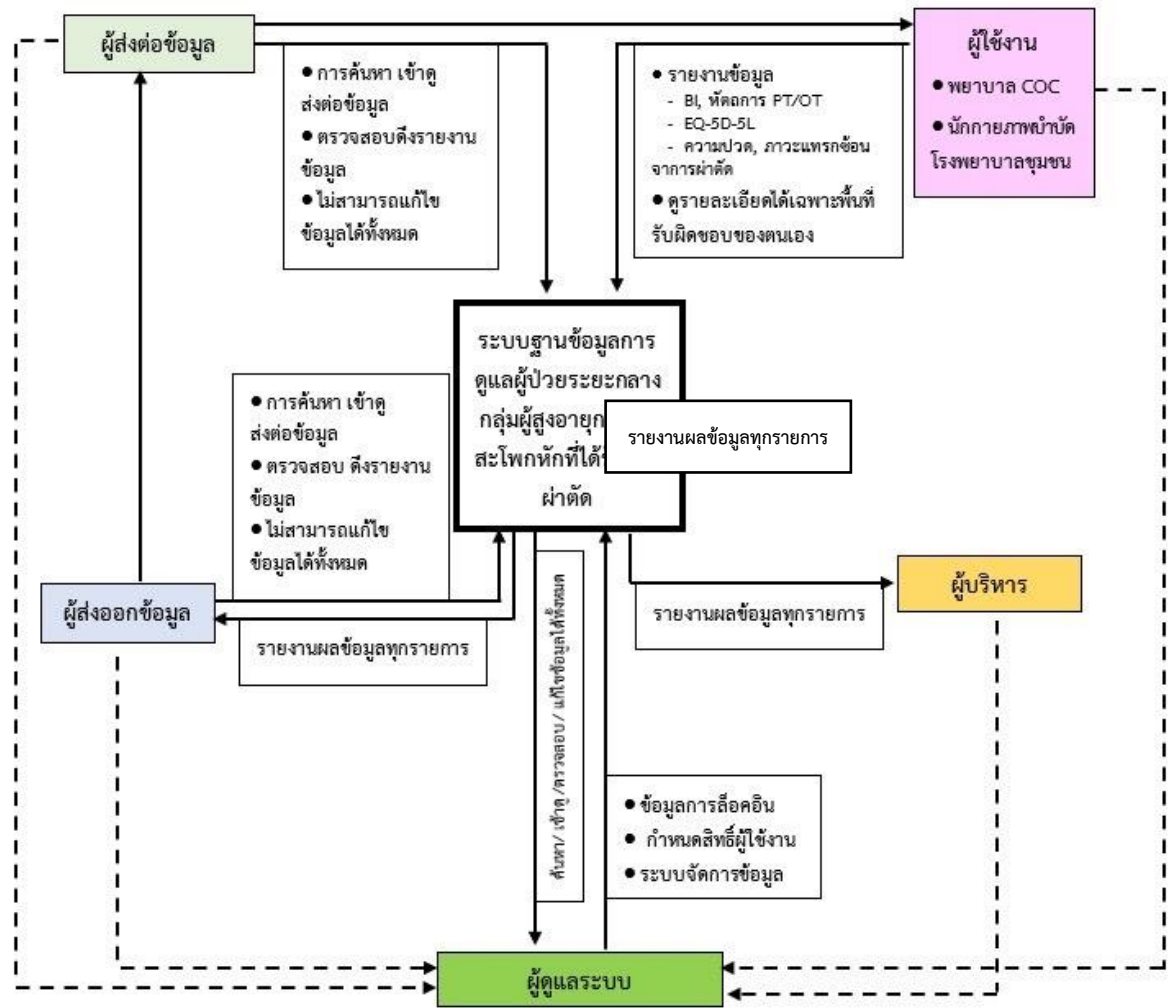 ผู้ส่งต่อข้อมูล
● การค้นหา เข้าดู
ส่งต่อข้อมูล
● ตรวจสอบดึงรายงาน
ข้อมูล
● ไม่สามารถแก้ไข
ข้อมูลได้ทั้งหมด
● รายงานข้อมูล
- BI, หัตถการ PT/OT
- EQ-5D-5L
- ความปวด, ภาวะแทรกซ้อน
จาการผ่าตัด
● ดูรายละเอียดได้เฉพาะพื้นที่
รับผิดชอบของตนเอง
ผู้ใช้งาน
● พยาบาล COC
● นักกายภาพบำบัด
โรงพยาบาลชุมชน
ระบบฐานข้อมูลการ
ดูแลผู้ป่วยระยะกลาง
กลุ่มผู้สูงอายุ
สะโพกหักที่ได้
ผ่าตัด
รายงานผลข้อมูลทุกรายการ
● การค้นหา เข้าดู
ส่งต่อข้อมูล
● ตรวจสอบ ดึงรายงาน
ข้อมูล
● ไม่สามารถแก้ไข
ข้อมูลได้ทั้งหมด
ผู้ส่งออกข้อมูล
รายงานผลข้อมูลทุกรายการ
ค้นหา/ เข้าดู /ตรวจสอบ/ แก้ไขข้อมูลได้ทั้งหมด
รายงานผลข้อมูลทุกรายการ
ผู้บริหาร
● ข้อมูลการล็อคอิน
● กำหนดสิทธิ์ผู้ใช้งาน
● ระบบจัดการข้อมูล
ผู้ดูแลระบบ